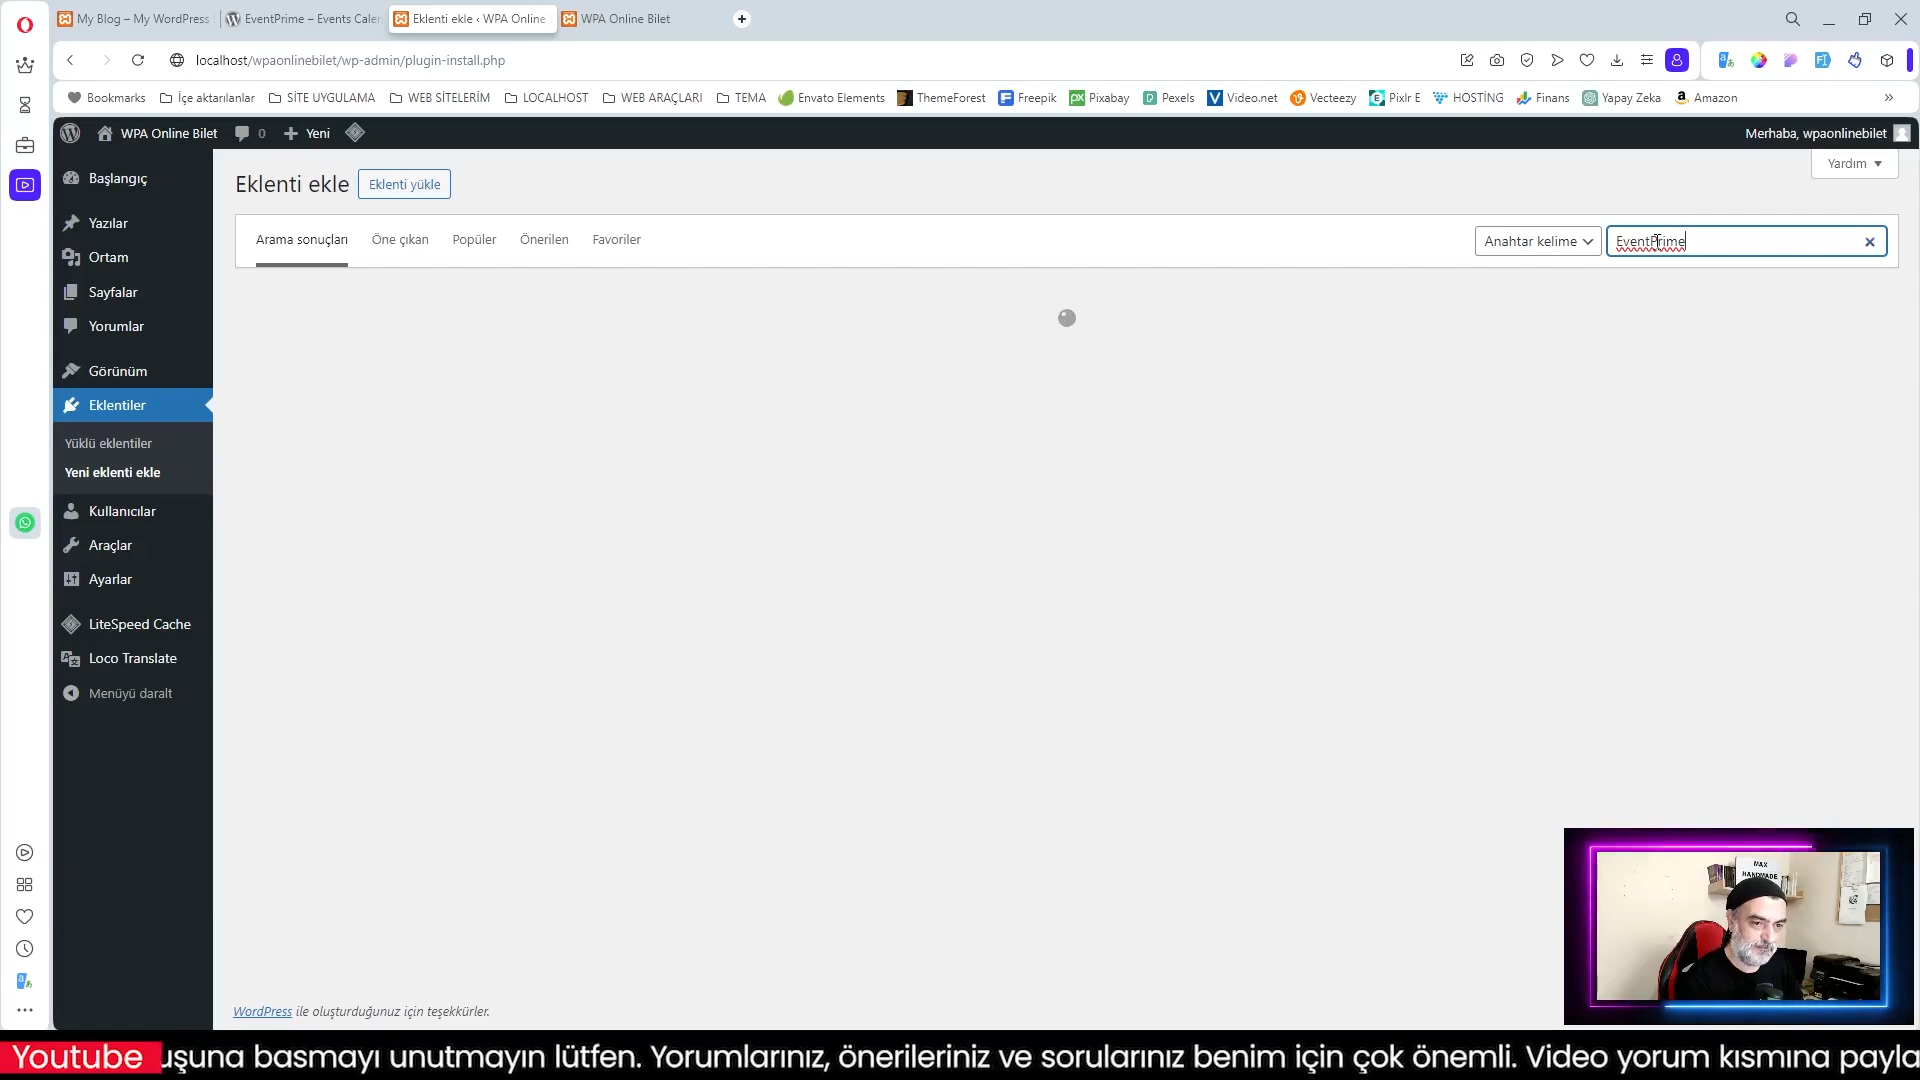 My Blog – My WordPress
EventPrime – Events Calen
Eklenti ekle ‹ WPA Online
WPA Online Bilet
localhost/wpaonlinebilet/wp-admin/plugin-install.php
Bookmarks
İçe aktarılanlar
SİTE UYGULAMA
WEB SİTELERİM
LOCALHOST
WEB ARAÇLARI
TEMA
Envato Elements
ThemeForest
Freepik
Pixabay
Pexels
Video.net
Vecteezy
Pixlr E
HOSTİNG
Finans
Yapay Zeka
Amazon
WPA Online Bilet
0
Yeni
Merhaba, wpaonlinebilet
Yardım
Başlangıç
Yazılar
Ortam
Sayfalar
Yorumlar
Görünüm
Eklentiler
Yüklü eklentiler
Yeni eklenti ekle
Kullanıcılar
Araçlar
Ayarlar
LiteSpeed Cache
Loco Translate
Menüyü daralt
Eklenti ekle
Eklenti yükle
Arama sonuçları
Öne çıkan
Popüler
Önerilen
Favoriler
Anahtar kelime
EventPrime
WordPress ile oluşturduğunuz için teşekkürler.
MAX
HANDMADE
Youtube
uşuna basmayı unutmayın lütfen. Yorumlarınız, önerileriniz ve sorularınız benim için çok önemli. Video yorum kısmına payla